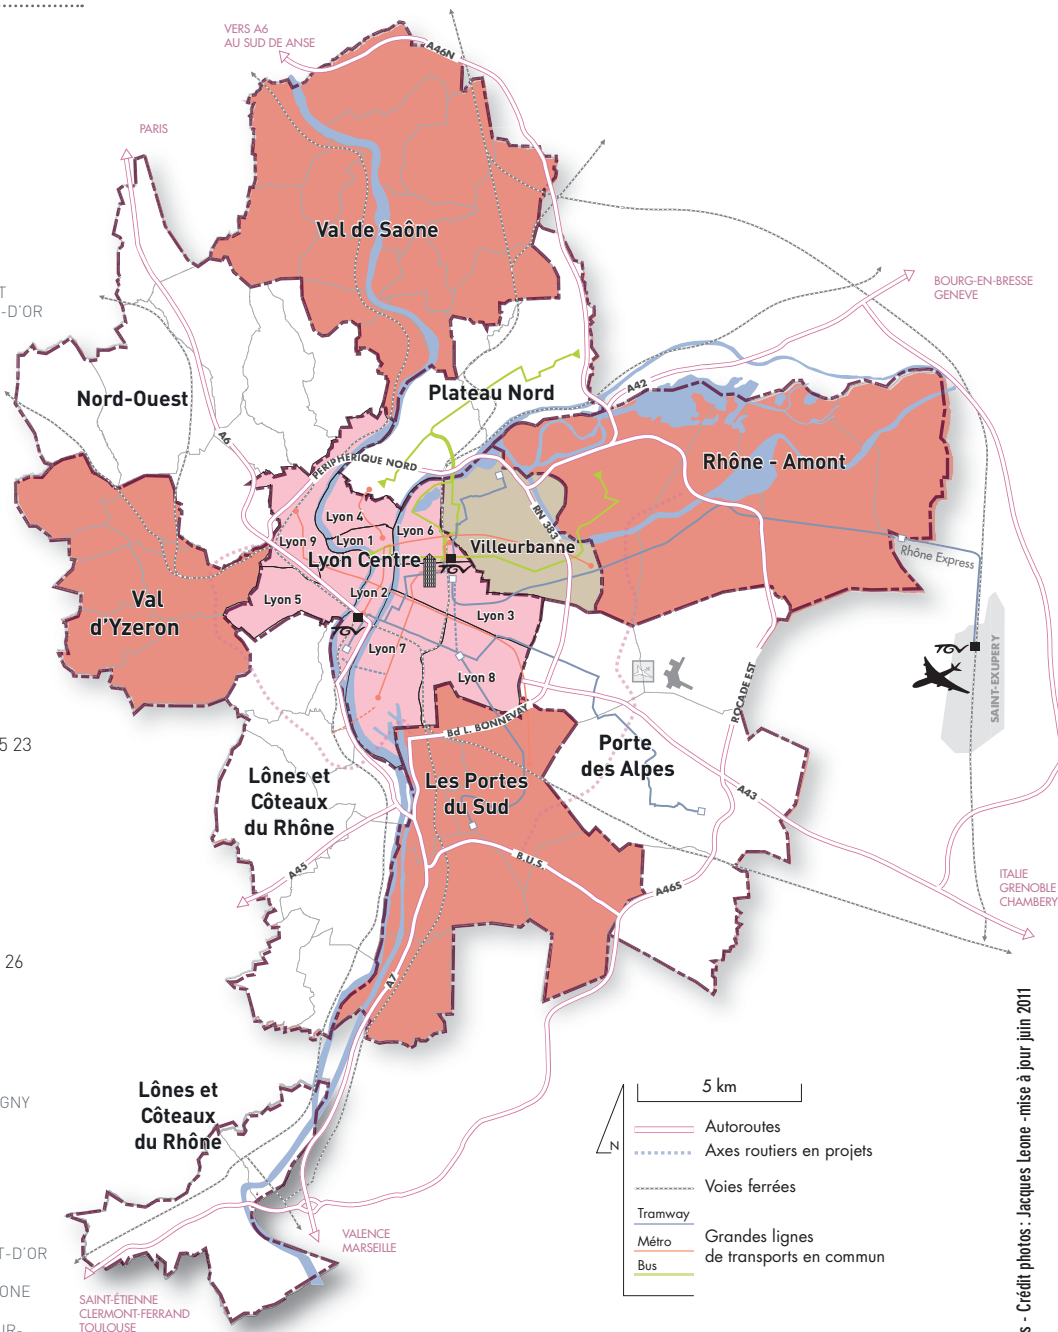 VERS A6
AU SUD DE ANSE
A46N
PARIS
Val de Saône
BOURG-EN-BRESSE
GENEVE
T
-D'OR
Nord-Ouest
Plateau Nord
A42
A6
PÉRIPHÉRIQUE NORD
Rhône - Amont
RN 383
Lyon 4
Lyon 9
Lyon 1
Lyon 6
Villeurbanne
Lyon Centre
TGV
Rhône Express
Val
d'Yzeron
Lyon 5
Lyon 2
Lyon 3
TGV
Lyon 7
Lyon 8
TGV
SAINT-EXUPERY
ROCADE EST
5 23
Bd L. BONNEVAY
Porte
des Alpes
Lônes et
Côteaux
du Rhône
Les Portes
du Sud
A43
B.U.S.
A45
A46S
ITALIE
GRENOBLE
CHAMBERY
26
A7
Lônes et
Côteaux
du Rhône
IGNY
5 km
N
Autoroutes
Axes routiers en projets
Voies ferrées
Tramway
Métro
Bus
Grandes lignes
de transports en commun
VALENCE
MARSEILLE
T-D'OR
ONE
SAINT-ÉTIENNE
CLERMONT-FERRAND
TOULOUSE
UR-
s - Crédit photos : Jacques Leone - mise à jour juin 2011